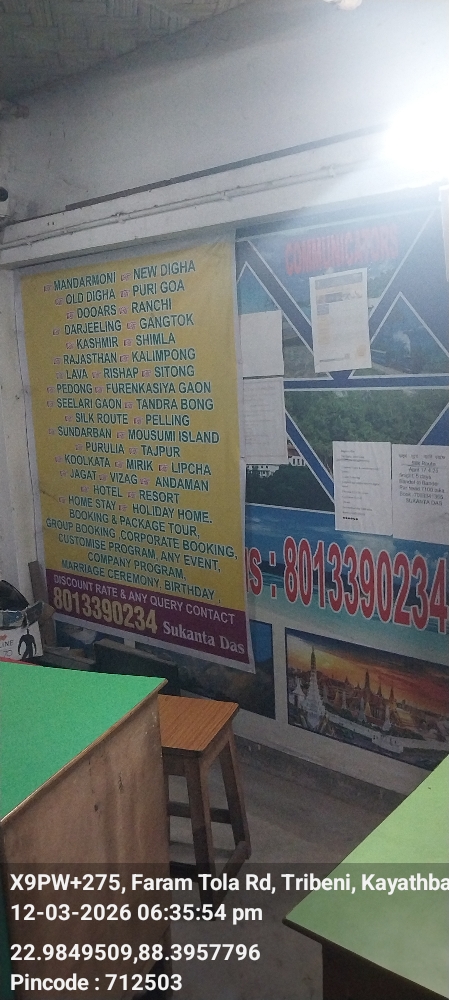 MANDARMONI NEW DIGHA
OLD DIGHA PURI GOA
DOOARS RANCHI
DARJEELING GANGTOK
KASHMIR SHIMLA
RAJASTHAN KALIMPONG
LAVA RISHAP SITONG
PEDONG FURENKASIYA GAON
SEELARI GAON TANDRA BONG
SILK ROUTE PELLING
SUNDARBAN MOUSUMI ISLAND
PURULIA TAJPUR
KOOLKATA MIRIK LIPCHA
JAGAT VIZAG ANDAMAN
HOTEL RESORT
HOME STAY HOLIDAY HOME.
BOOKING & PACKAGE TOUR,
GROUP BOOKING, CORPORATE BOOKING,
CUSTOMISE PROGRAM, ANY EVENT,
COMPANY PROGRAM,
MARRIAGE CEREMONY, BIRTHDAY
DISCOUNT RATE & ANY QUERY CONTACT
8013390234 Sukanta Das
COMMUNICATORS
s : 8013390234
X9PW+275, Faram Tola Rd, Tribeni, Kayathba
12-03-2026 06:35:54 pm
22.9849509,88.3957796
Pincode : 712503